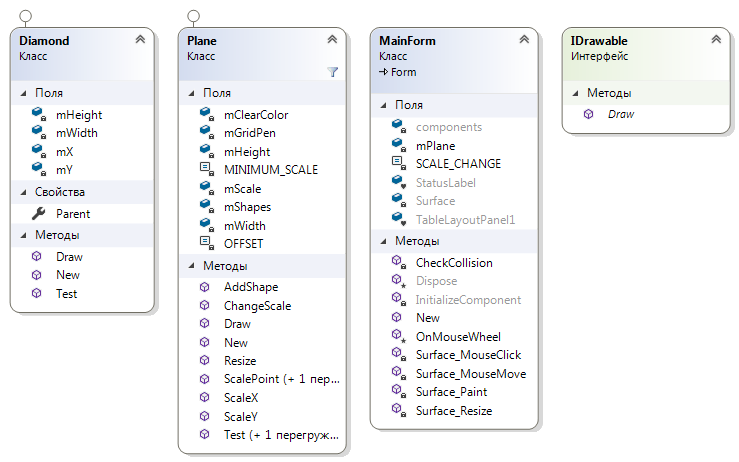 Diamond
Класс
Поля
mHeight
mWidth
mX
mY
Свойства
Parent
Методы
Draw
New
Test
Plane
Класс
Поля
mClearColor
mGridPen
mHeight
MINIMUM_SCALE
mScale
mShapes
mWidth
OFFSET
Методы
AddShape
ChangeScale
Draw
New
Resize
ScalePoint (+ 1 пер...
ScaleX
ScaleY
Test (+ 1 перегруж...
MainForm
Класс
Form
Поля
components
mPlane
SCALE_CHANGE
StatusLabel
Surface
TableLayoutPanel1
Методы
CheckCollision
Dispose
InitializeComponent
New
OnMouseWheel
Surface_MouseClick
Surface_MouseMove
Surface_Paint
Surface_Resize
IDrawable
Интерфейс
Методы
Draw